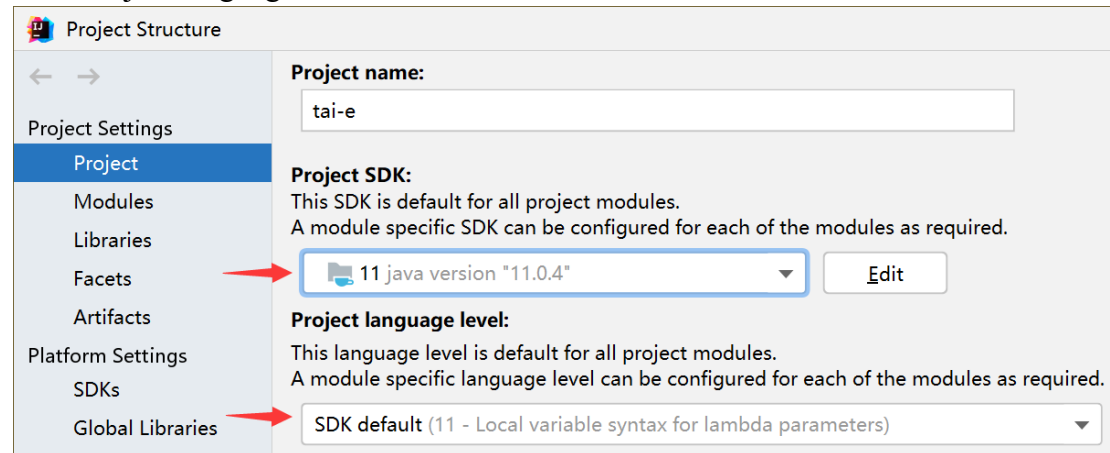 Project Structure
Project Settings
Project
Modules
Libraries
Facets
Artifacts
Platform Settings
SDKs
Global Libraries
Project name:
tai-e
Project SDK:
This SDK is default for all project modules.
A module specific SDK can be configured for each of the modules as required.
11 java version "11.0.4"
Edit
Project language level:
This language level is default for all project modules.
A module specific language level can be configured for each of the modules as required.
SDK default (11 - Local variable syntax for lambda parameters)